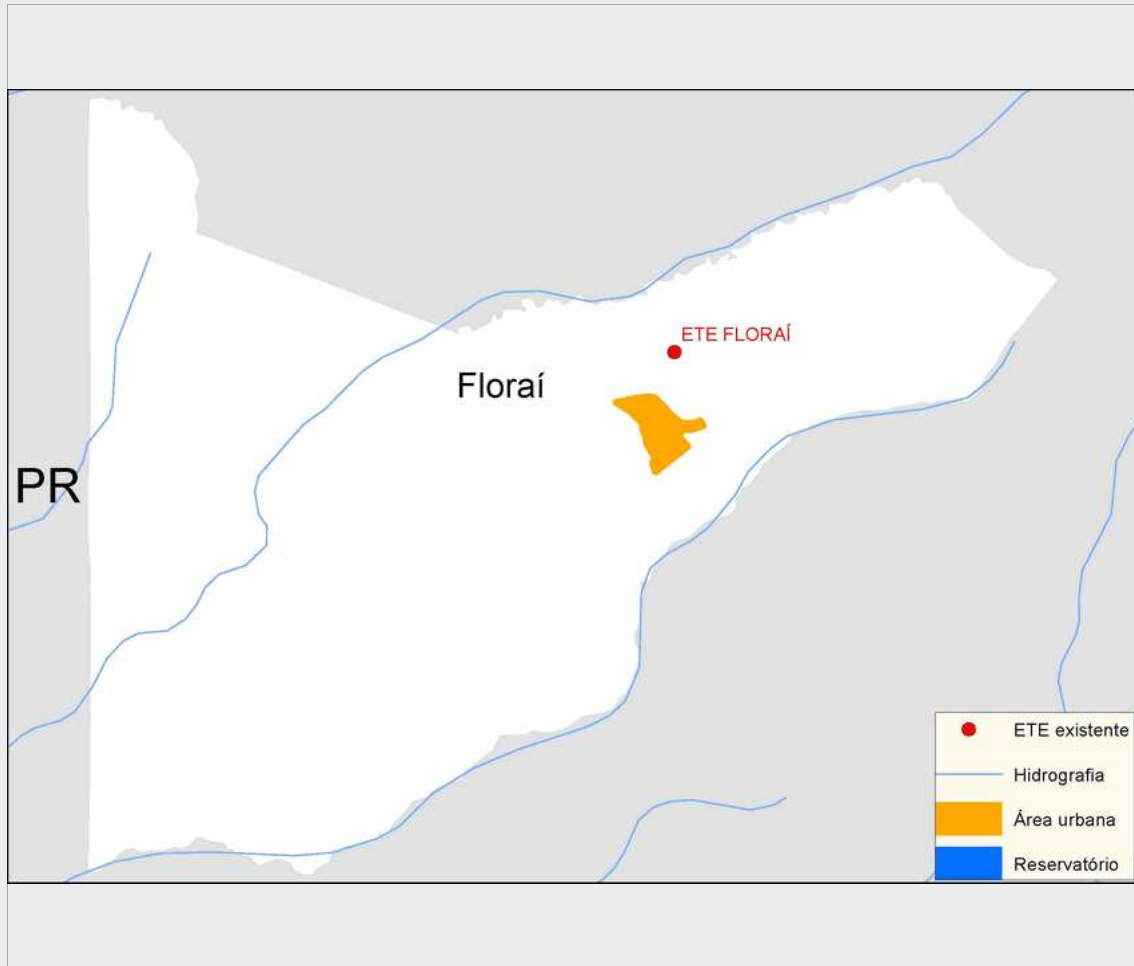 ETE FLORAÍ
Floraí
PR
ETE existente
Hidrografia
Área urbana
Reservatório